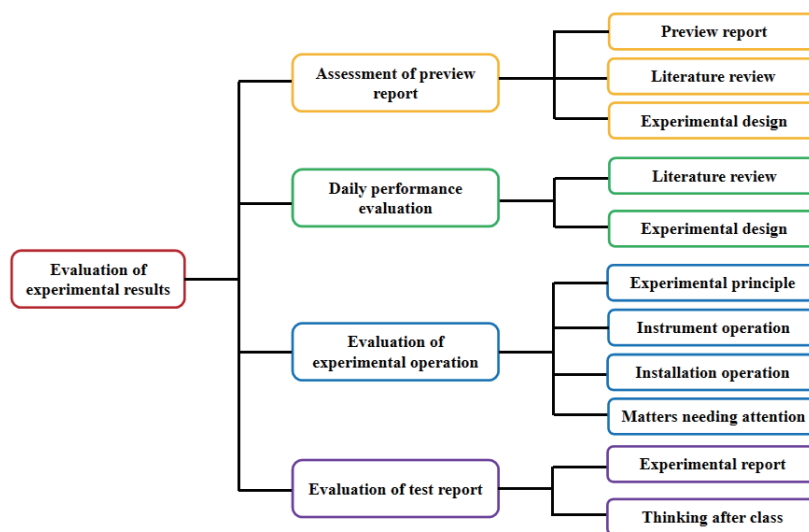 Evaluation of
experimental results
Assessment of preview
report
Preview report
Literature review
Experimental design
Daily performance
evaluation
Literature review
Experimental design
Evaluation of
experimental operation
Experimental principle
Instrument operation
Installation operation
Matters needing attention
Evaluation of test report
Experimental report
Thinking after class